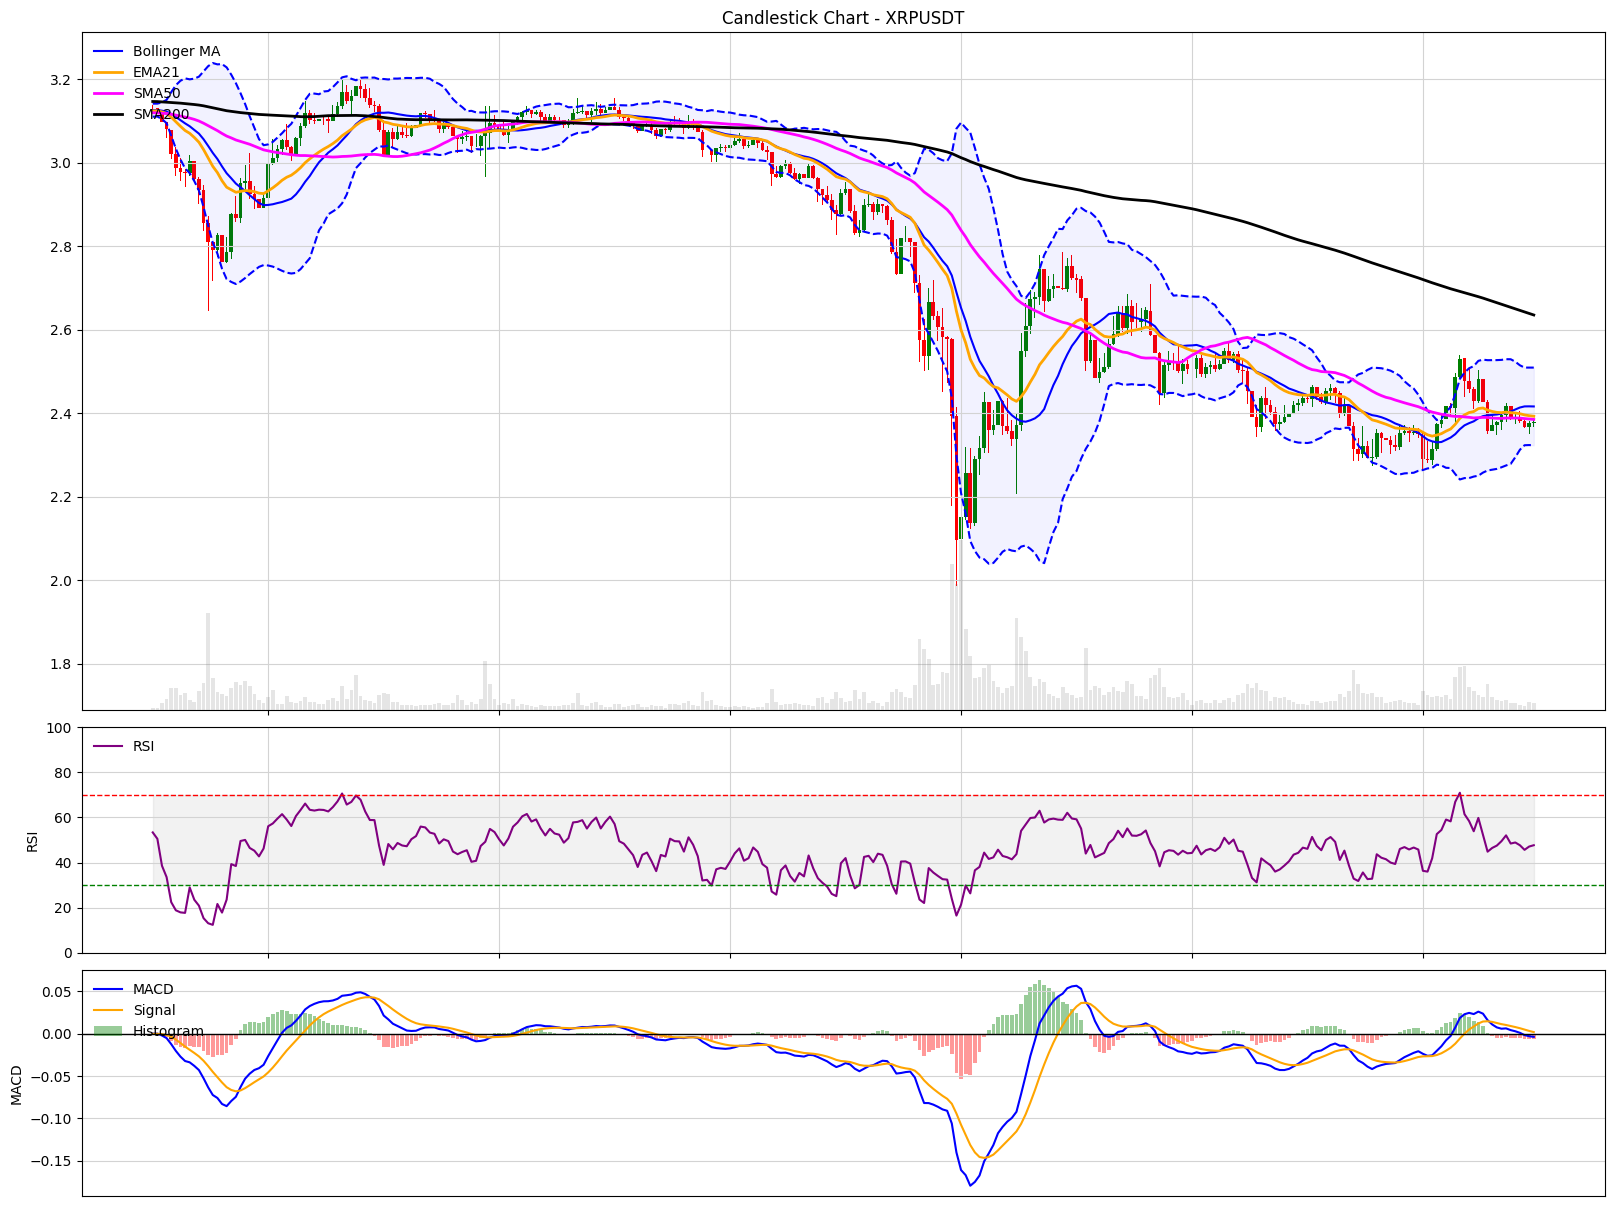 Candlestick Chart - XRPUSDT
Bollinger MA
EMA21
SMA50
SMA200
3.2
3.0
2.8
2.6
2.4
2.2
2.0
1.8
RSI
100
80
60
40
20
0
RSI
MACD
Signal
Histogram
0.05
0.00
−0.05
−0.10
−0.15
MACD